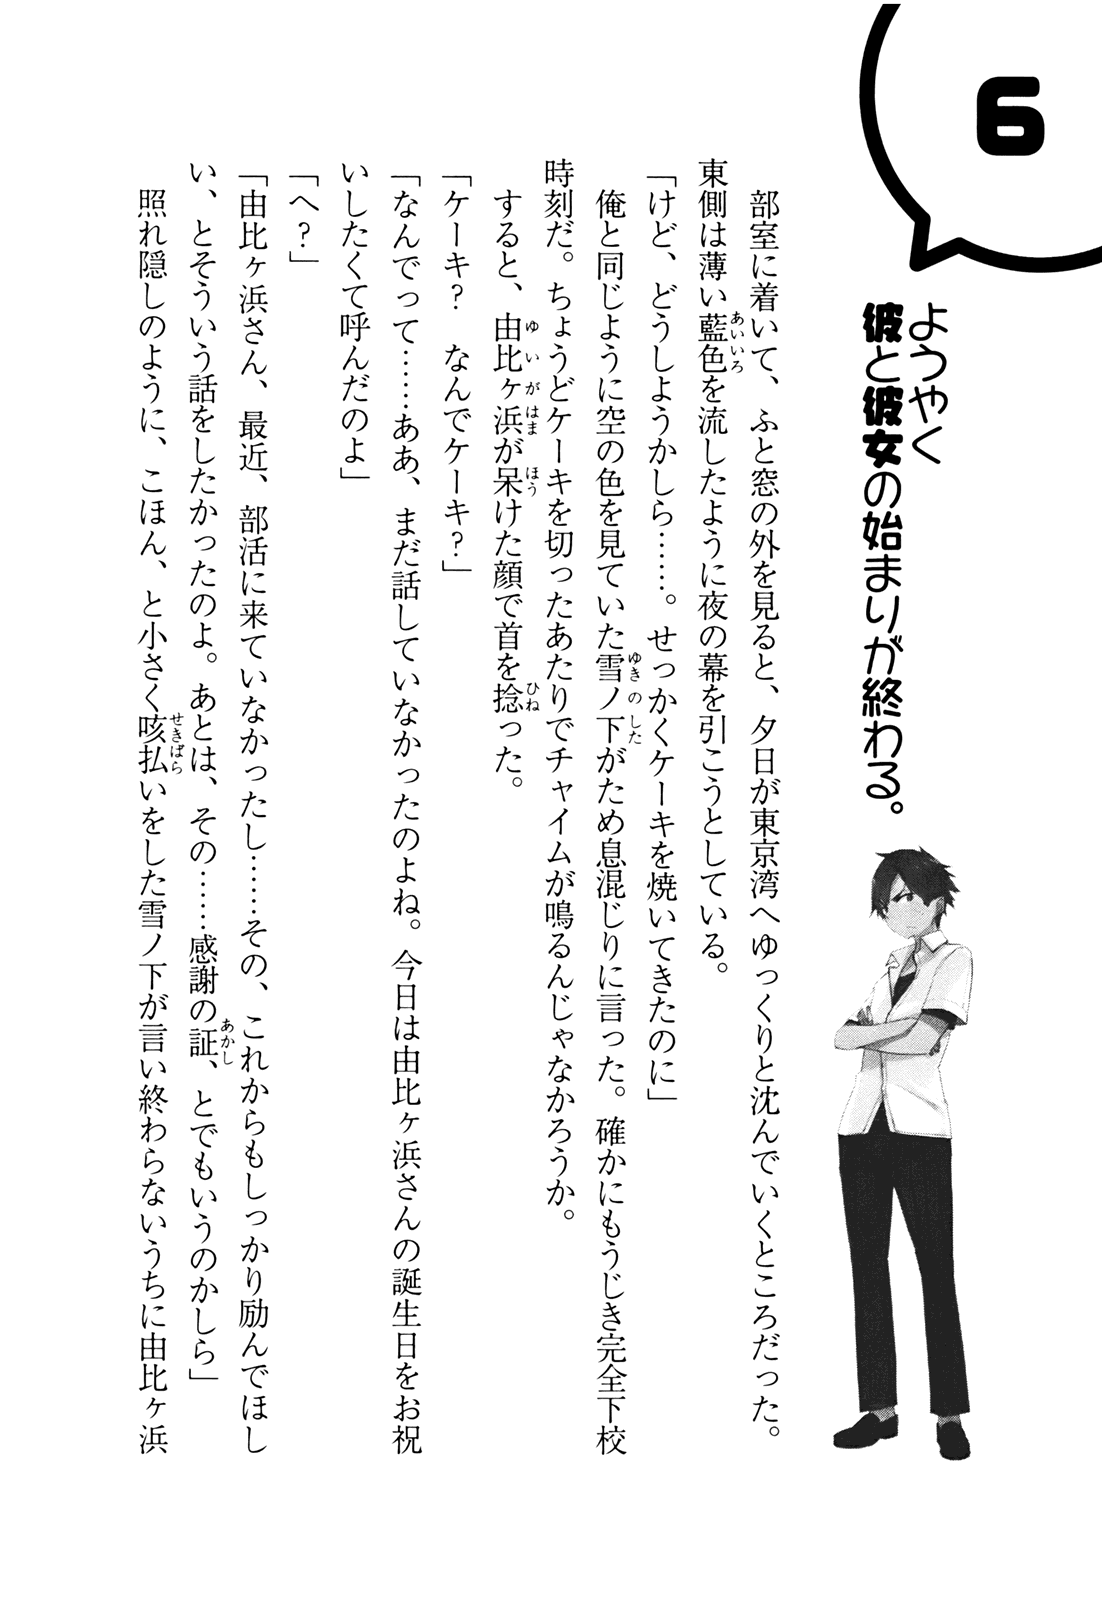 6
ようやく
彼と彼女の始まりが終わる。
部室に着いて、ふと窓の外を見ると、夕日が東京湾へゆっくりと沈んでいくところだった。
東側は薄い藍色を流したように夜の幕を引こうとしている。
「けど、どうしようかしら……。せっかくケーキを焼いてきたのに」
俺と同じように空の色を見ていた雪ノ下がため息混じりに言った。確かにもうじき完全下校
時刻だ。ちょうどケーキを切ったあたりでチャイムが鳴るんじゃなかろうか。
すると、由比ヶ浜が呆けた顔で首を捻った。
「ケーキ？　なんでケーキ？」
「なんでって……ああ、まだ話していなかったのよね。今日は由比ヶ浜さんの誕生日をお祝
いしたくて呼んだのよ」
「へ？」
「由比ヶ浜さん、最近、部活に来ていなかったし……その、これからもしっかり励んでほし
い、とそういう話をしたかったのよ。あとは、その……感謝の証、とでもいうのかしら」
照れ隠しのように、こほん、と小さく咳払いをした雪ノ下が言い終わらないうちに由比ヶ浜